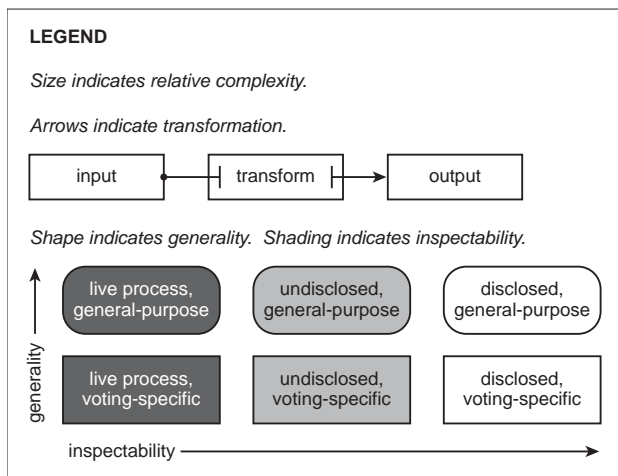 LEGEND
Size indicates relative complexity.
Arrows indicate transformation.
input transform output
Shape indicates generality. Shading indicates inspectability.
live process,
general-purpose
undisclosed,
general-purpose
disclosed,
general-purpose
generality
live process,
voting-specific
undisclosed,
voting-specific
disclosed,
voting-specific
inspectability